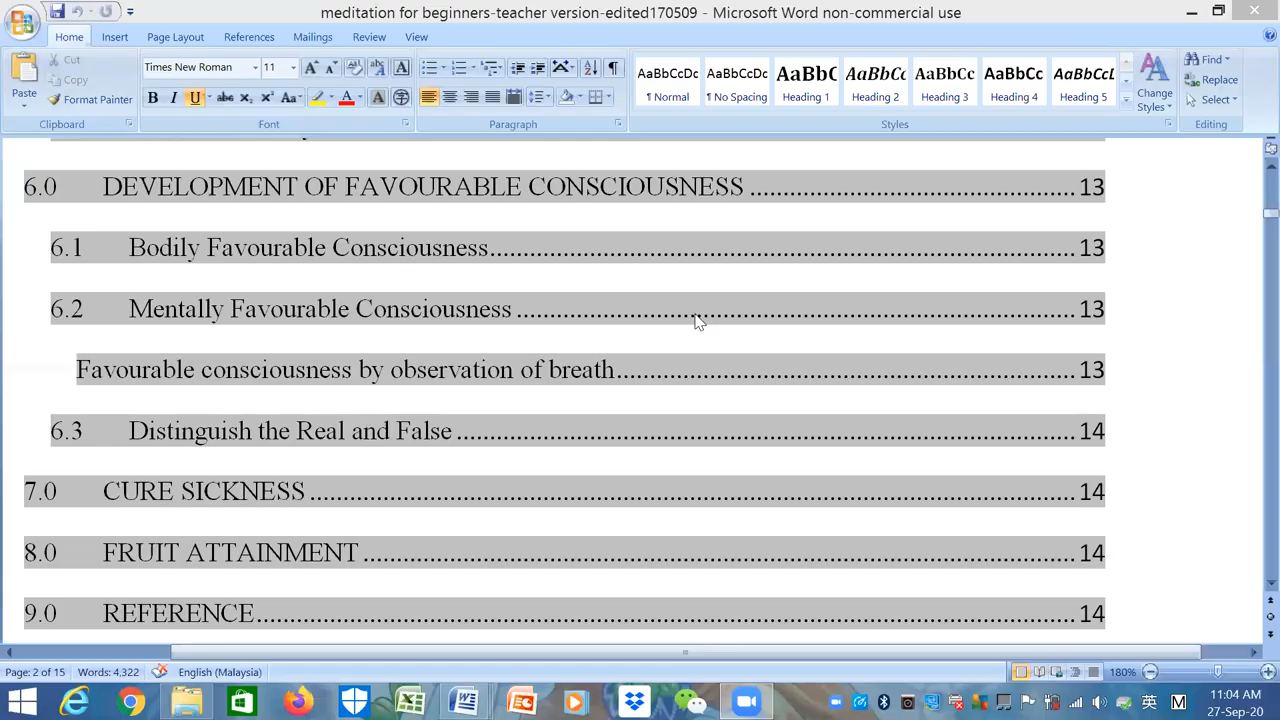 meditation for beginners-teacher version-edited170509 - Microsoft Word non-commercial use
Home Insert Page Layout References Mailings Review View
Paste Cut Copy Format Painter Clipboard
Times New Roman 11 Font
Paragraph
AaBbCcDc AaBbCcDc AaBbC AaBbCc AaBbCc AaBbCc AaBbCcL
¶ Normal ¶ No Spacing Heading 1 Heading 2 Heading 3 Heading 4 Heading 5
Change Styles Styles
Find Replace Select Editing
6.0 DEVELOPMENT OF FAVOURABLE CONSCIOUSNESS 13
6.1 Bodily Favourable Consciousness 13
6.2 Mentally Favourable Consciousness 13
Favourable consciousness by observation of breath 13
6.3 Distinguish the Real and False 14
7.0 CURE SICKNESS 14
8.0 FRUIT ATTAINMENT 14
9.0 REFERENCE 14
Page: 2 of 15 Words: 4,322 English (Malaysia) 180%
英 M 11:04 AM
27-Sep-20